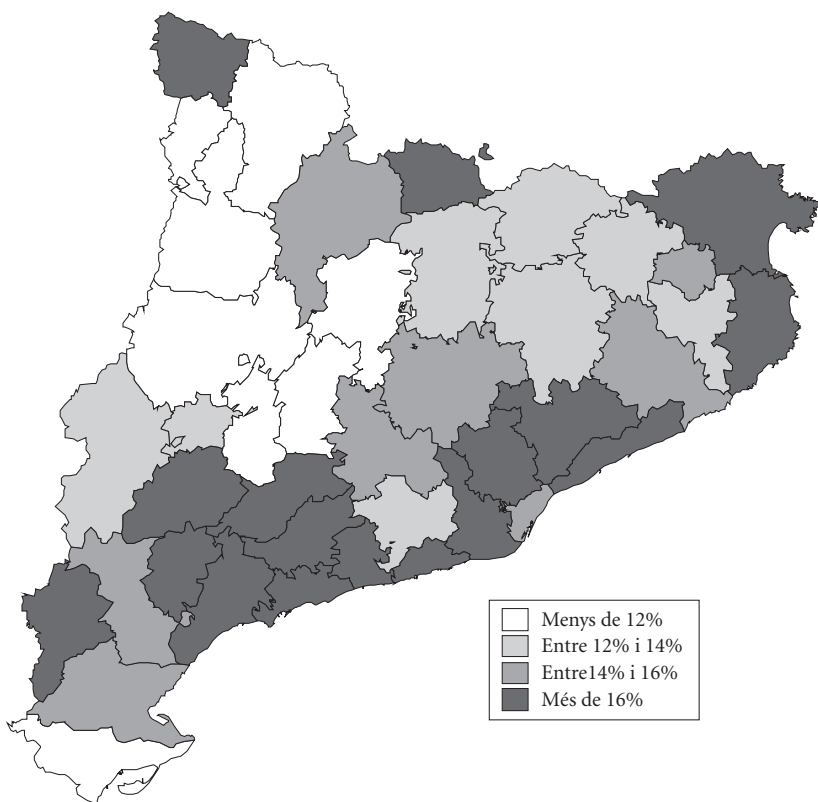 Menys de 12%
Entre 12% i 14%
Entre14% i 16%
Més de 16%